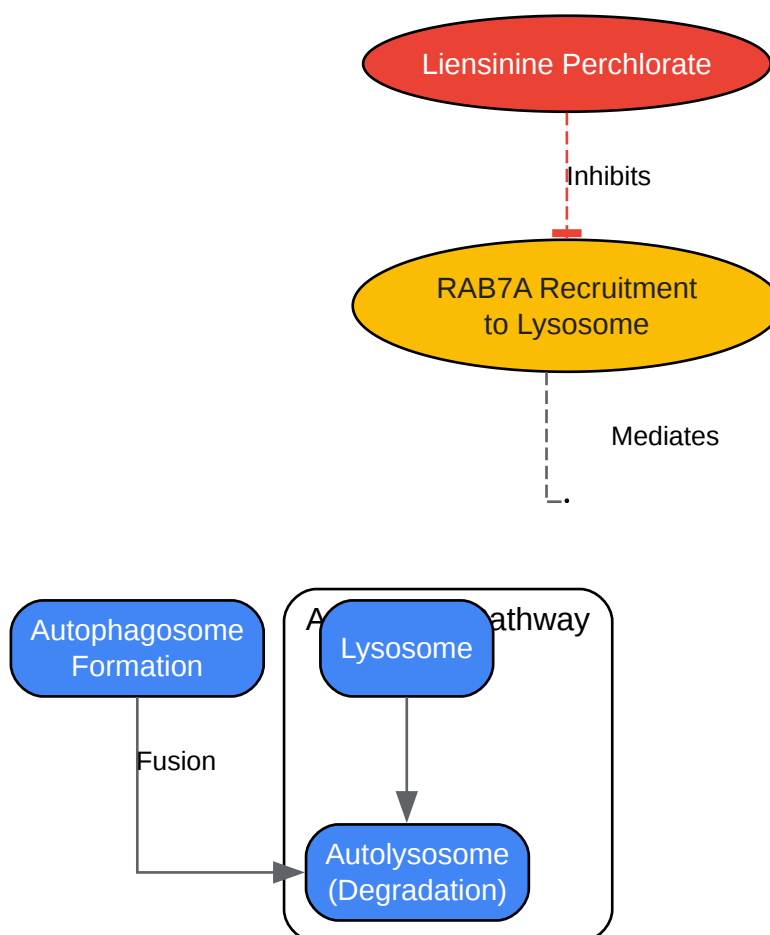 Liensinine Perchlorate
Inhibits
RAB7A Recruitment
to Lysosome
Mediates
Autophagosome
Formation
Lysosome
Fusion
Autolysosome
(Degradation)